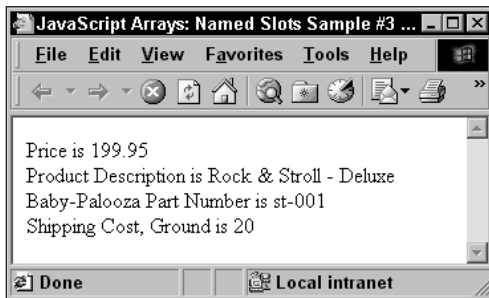 JavaScript Arrays: Named Slots Sample #3 ...
File Edit View Favorites Tools Help
»
Price is 199.95
Product Description is Rock & Stroll - Deluxe
Baby-Palooza Part Number is st-001
Shipping Cost, Ground is 20
Done Local intranet